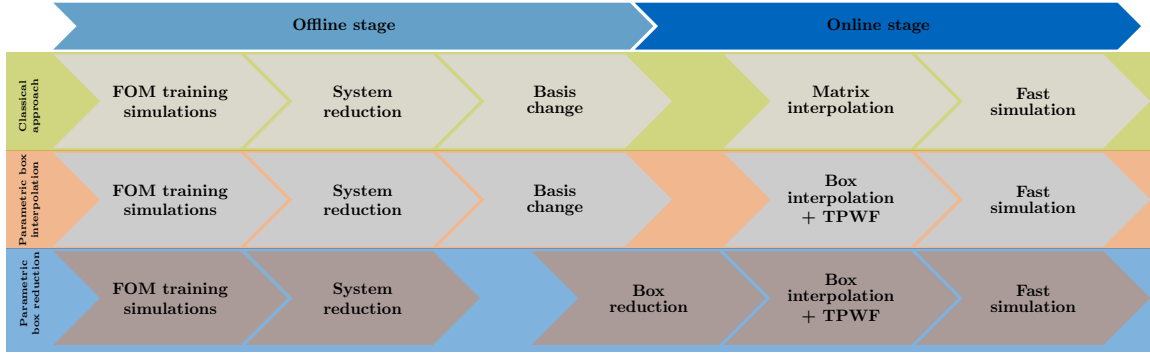 Offline stage
Online stage
Classical
approach
FOM training
simulations
System
reduction
Basis
change
Matrix
interpolation
Fast
simulation
Parametric box
interpolation
FOM training
simulations
System
reduction
Basis
change
Box
interpolation
+ TPWF
Fast
simulation
Parametric
box reduction
FOM training
simulations
System
reduction
Box
reduction
Box
interpolation
+ TPWF
Fast
simulation